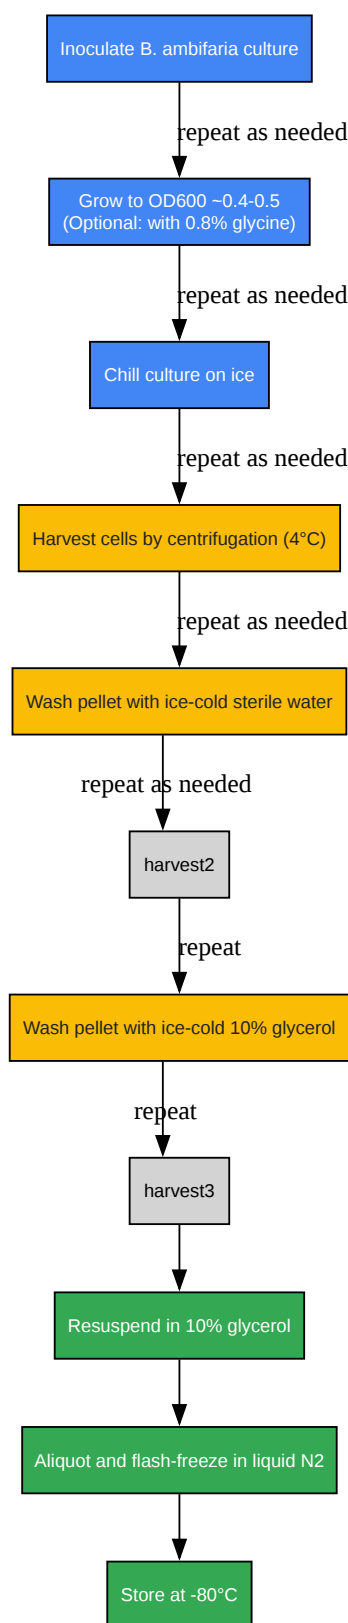 Inoculate B. ambifaria culture
repeat as needed
Grow to OD600 ~0.4-0.5
(Optional: with 0.8% glycine)
repeat as needed
Chill culture on ice
repeat as needed
Harvest cells by centrifugation (4°C)
repeat as needed
Wash pellet with ice-cold sterile water
repeat as needed
harvest2
repeat
Wash pellet with ice-cold 10% glycerol
repeat
harvest3
Resuspend in 10% glycerol
Aliquot and flash-freeze in liquid N2
Store at -80°C